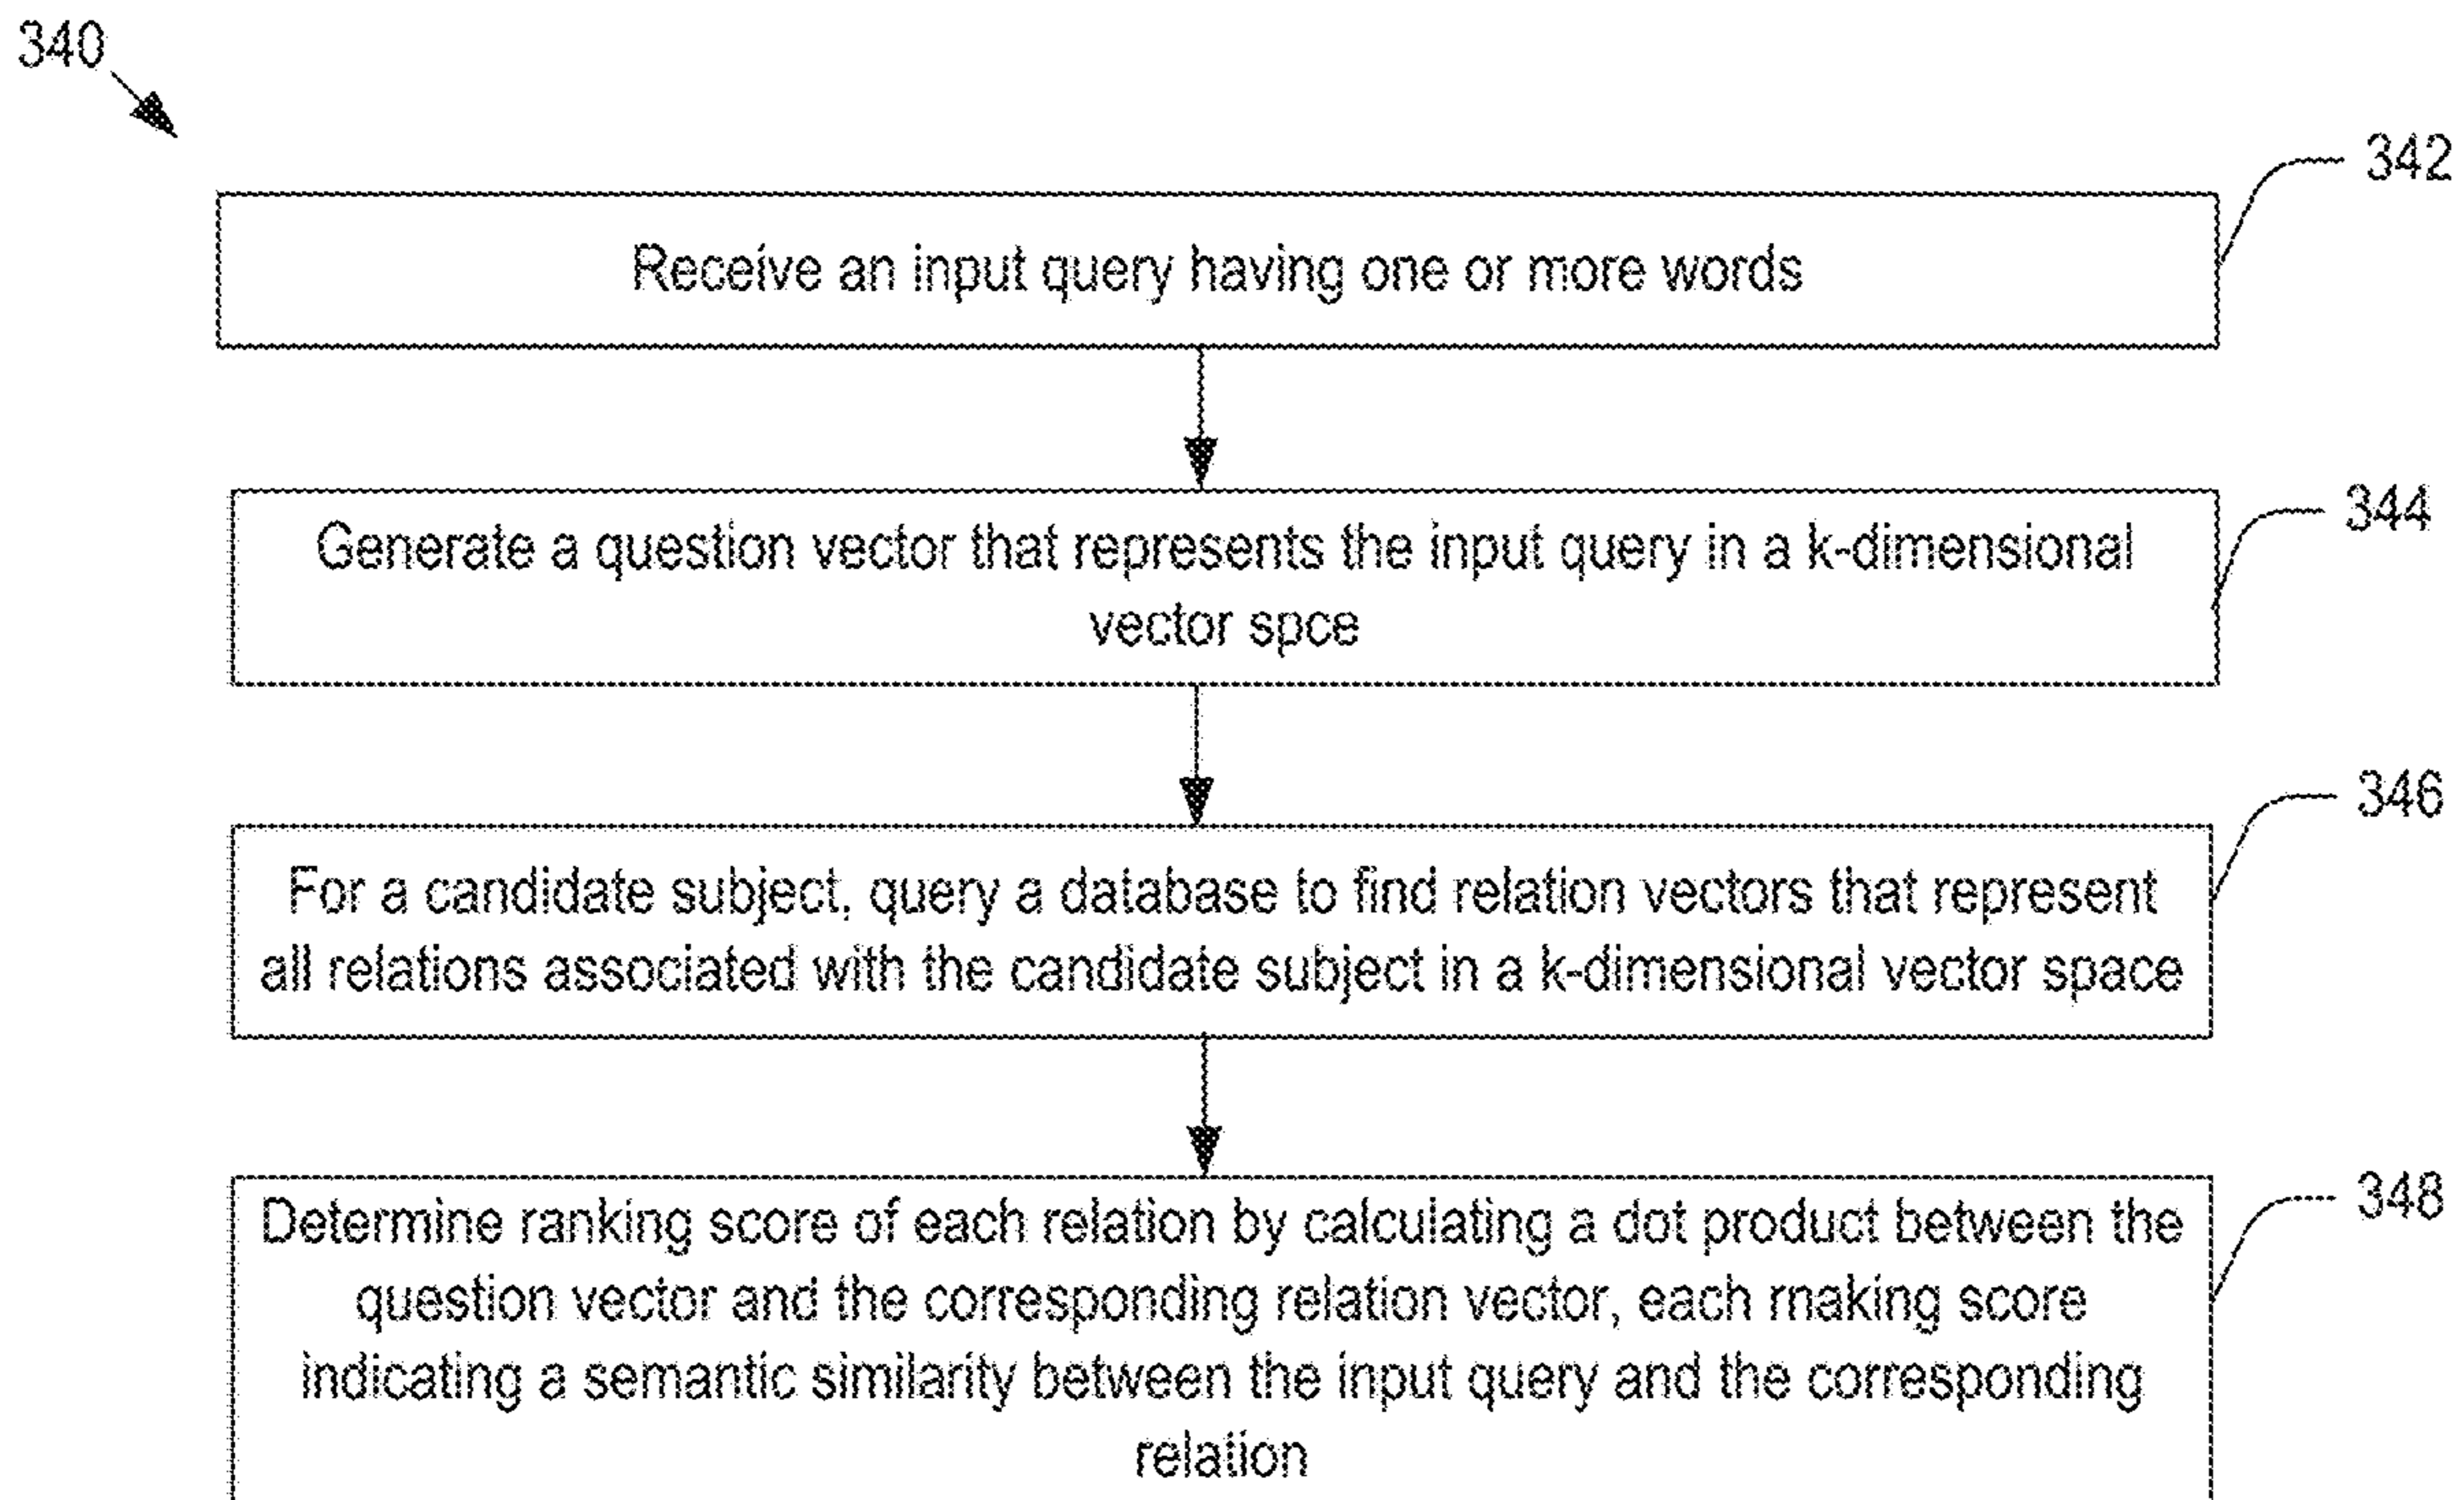 340
342
Receive an input query having one or more words
344
Generate a question vector that represents the input query in a k-dimensional
vector spce
346
For a candidate subject, query a database to find relation vectors that represent
all relations associated with the candidate subject in a k-dimensional vector space
348
Determine ranking score of each relation by calculating a dot product between the
question vector and the corresponding relation vector, each rnaking score
indicating a semantic similarity between the input query and the corresponding
relation